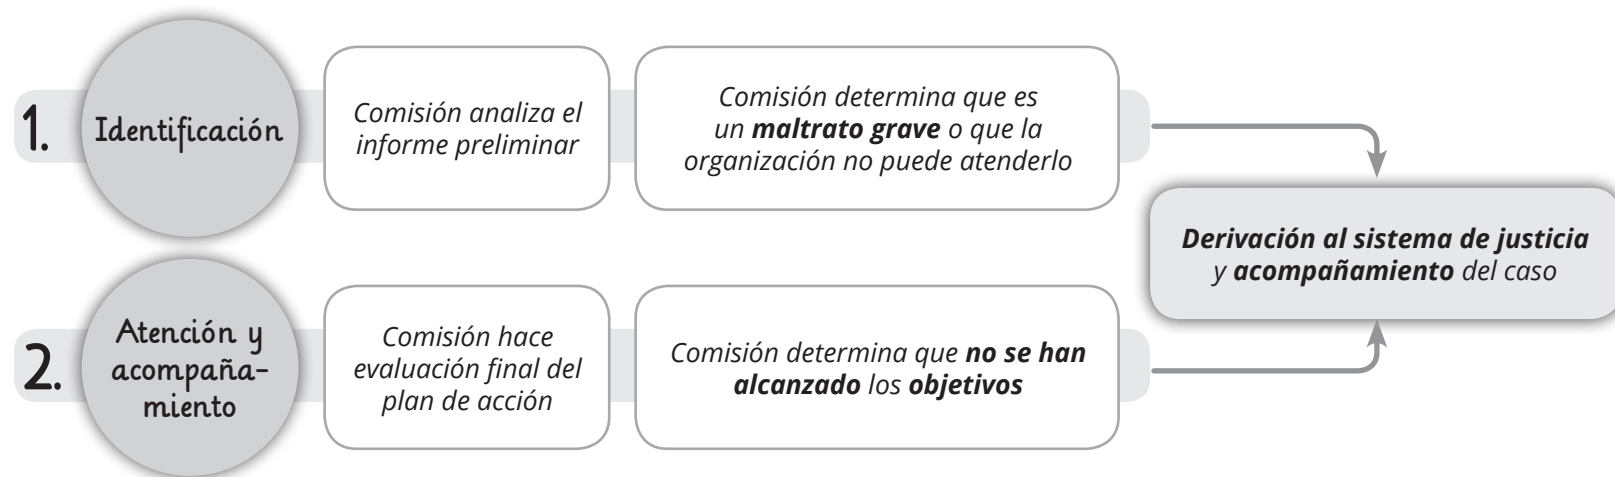 1.
Identificación
Comisión analiza el
informe preliminar
Comisión determina que es
un maltrato grave o que la
organización no puede atenderlo
Derivación al sistema de justicia
y acompañamiento del caso
2.
Atención y
acompaña-
miento
Comisión hace
evaluación final del
plan de acción
Comisión determina que no se han
alcanzado los objetivos